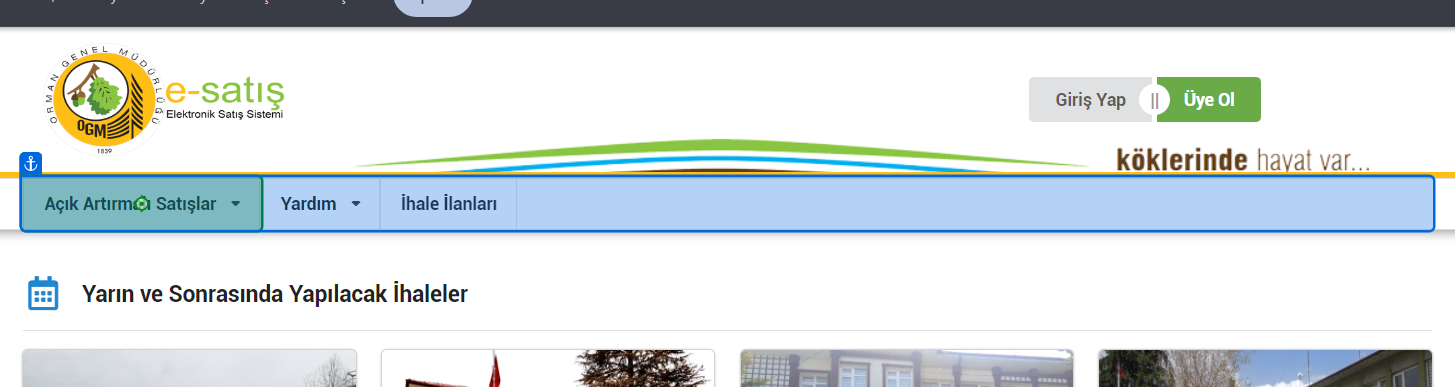 ORMAN GENEL MÜDÜRLÜĞÜ
OGM
1839
e-satış
Elektronik Satış Sistemi
Giriş Yap
||
Üye Ol
köklerinde hayat var...
Açık Artırmalı Satışlar
Yardım
İhale İlanları
Yarın ve Sonrasında Yapılacak İhaleler